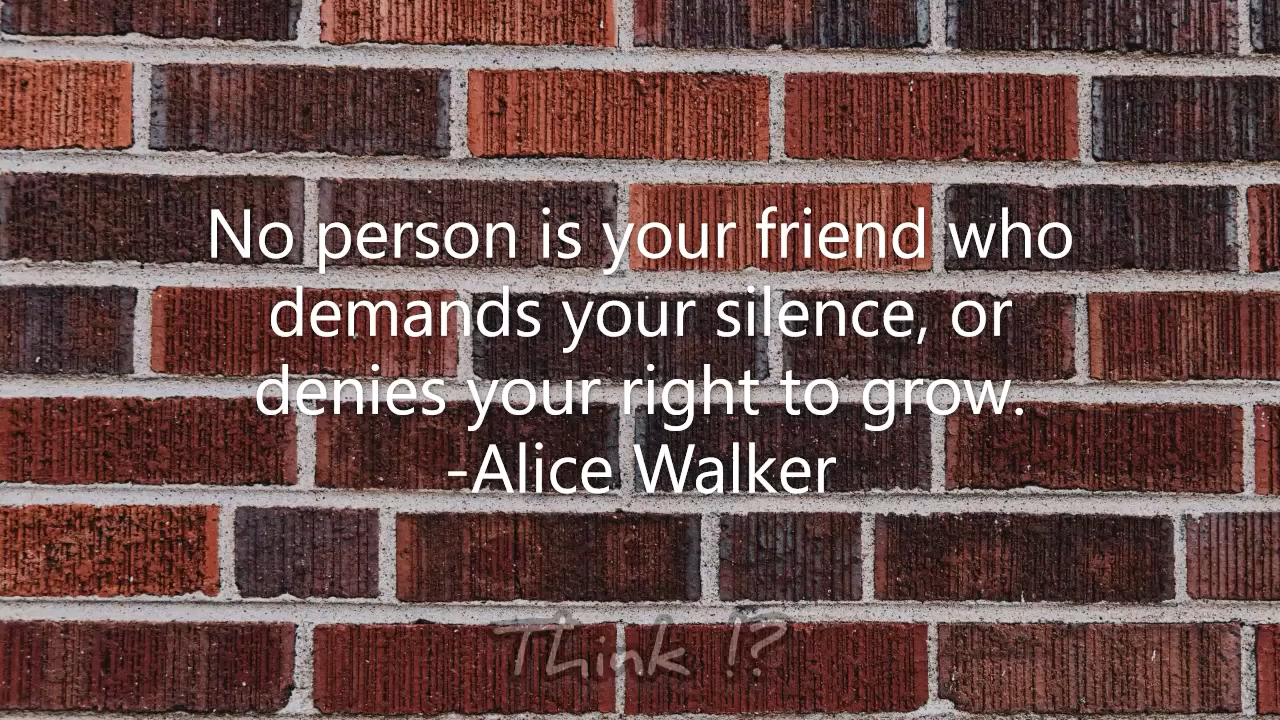 No person is your friend who
demands your silence, or
denies your right to grow.
-Alice Walker
Think !?